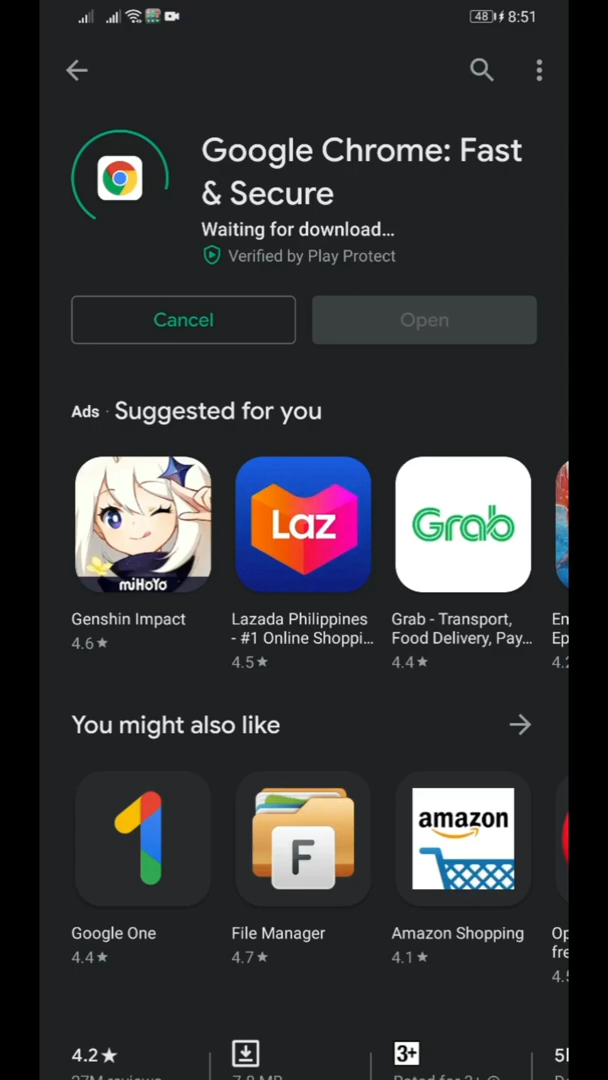 48 8:51
Google Chrome: Fast
& Secure
Waiting for download...
Verified by Play Protect
Cancel
Open
Ads · Suggested for you
miHoYo
Laz
Grab
Genshin Impact
4.6★
Lazada Philippines
- #1 Online Shoppi...
4.5★
Grab - Transport,
Food Delivery, Pay...
4.4★
En
Ep
4.2
You might also like
F
amazon
Google One
4.4★
File Manager
4.7★
Amazon Shopping
4.1★
Op
fre
4.5
4.2★
3+